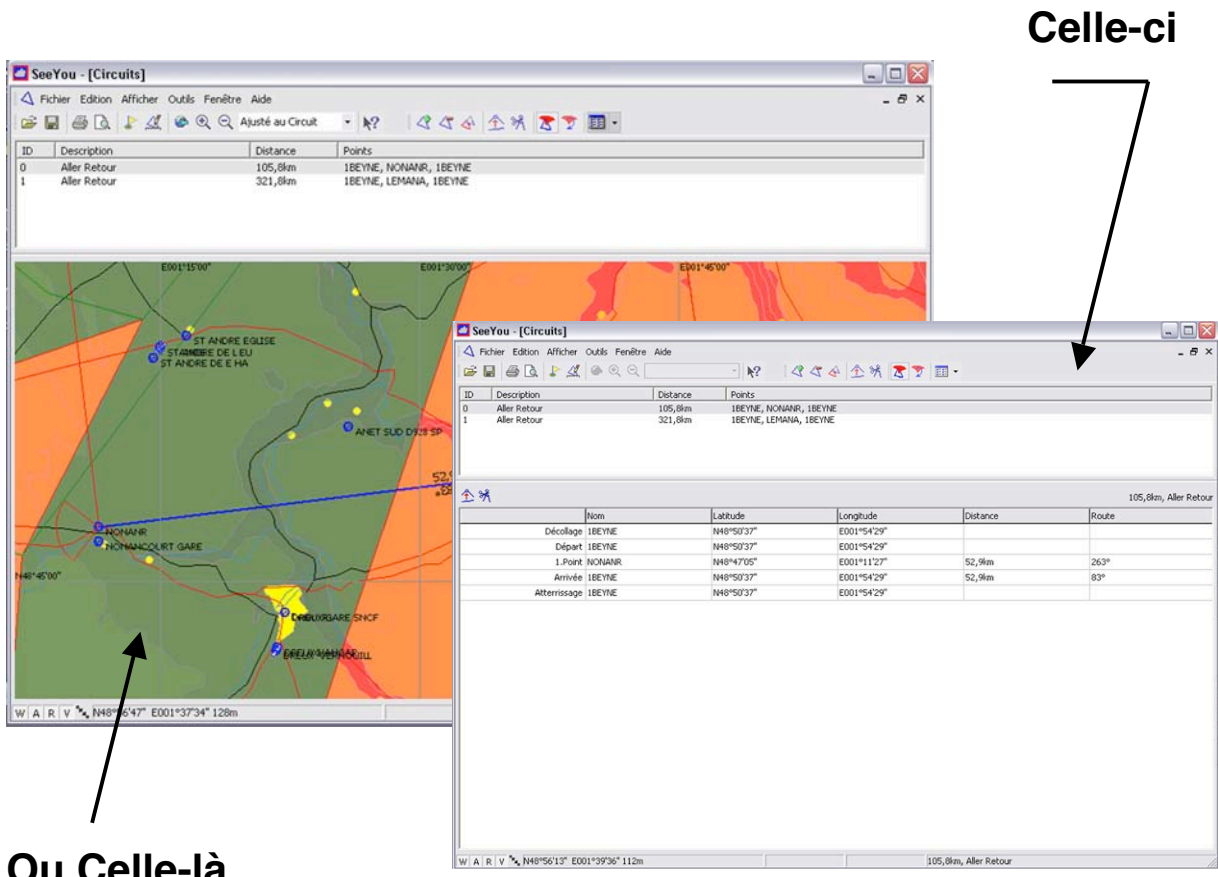 Celle-ci
SeeYou - [Circuits]
Fichier Edition Afficher Outils Fenêtre Aide
Ajusté au Circuit
ID Description Distance Points
0 Aller Retour 105,8km 1BEYNE, NONANR, 1BEYNE
1 Aller Retour 321,8km 1BEYNE, LEMANA, 1BEYNE
E001°15'00" E001°30'00" E001°45'00"
ST ANDRE EGLISE
ST ANDRE DE L EU
ST ANDRE DE E HA
ANET SUD D928 SP
52,9
NONANR
NONANCOURT GARE
N48°45'00"
GARE SNCF
W A R V N48°56'47" E001°37'34" 128m
SeeYou - [Circuits]
Fichier Edition Afficher Outils Fenêtre Aide
ID Description Distance Points
0 Aller Retour 105,8km 1BEYNE, NONANR, 1BEYNE
1 Aller Retour 321,8km 1BEYNE, LEMANA, 1BEYNE
105,8km, Aller Retour
Nom Latitude Longitude Distance Route
Décollage 1BEYNE N48°50'37" E001°54'29"
Départ 1BEYNE N48°50'37" E001°54'29"
1.Point NONANR N48°47'05" E001°11'27" 52,9km 263°
Arrivée 1BEYNE N48°50'37" E001°54'29" 52,9km 83°
Atterrissage 1BEYNE N48°50'37" E001°54'29"
W A R V N48°56'13" E001°39'36" 112m 105,8km, Aller Retour
Ou Celle-là